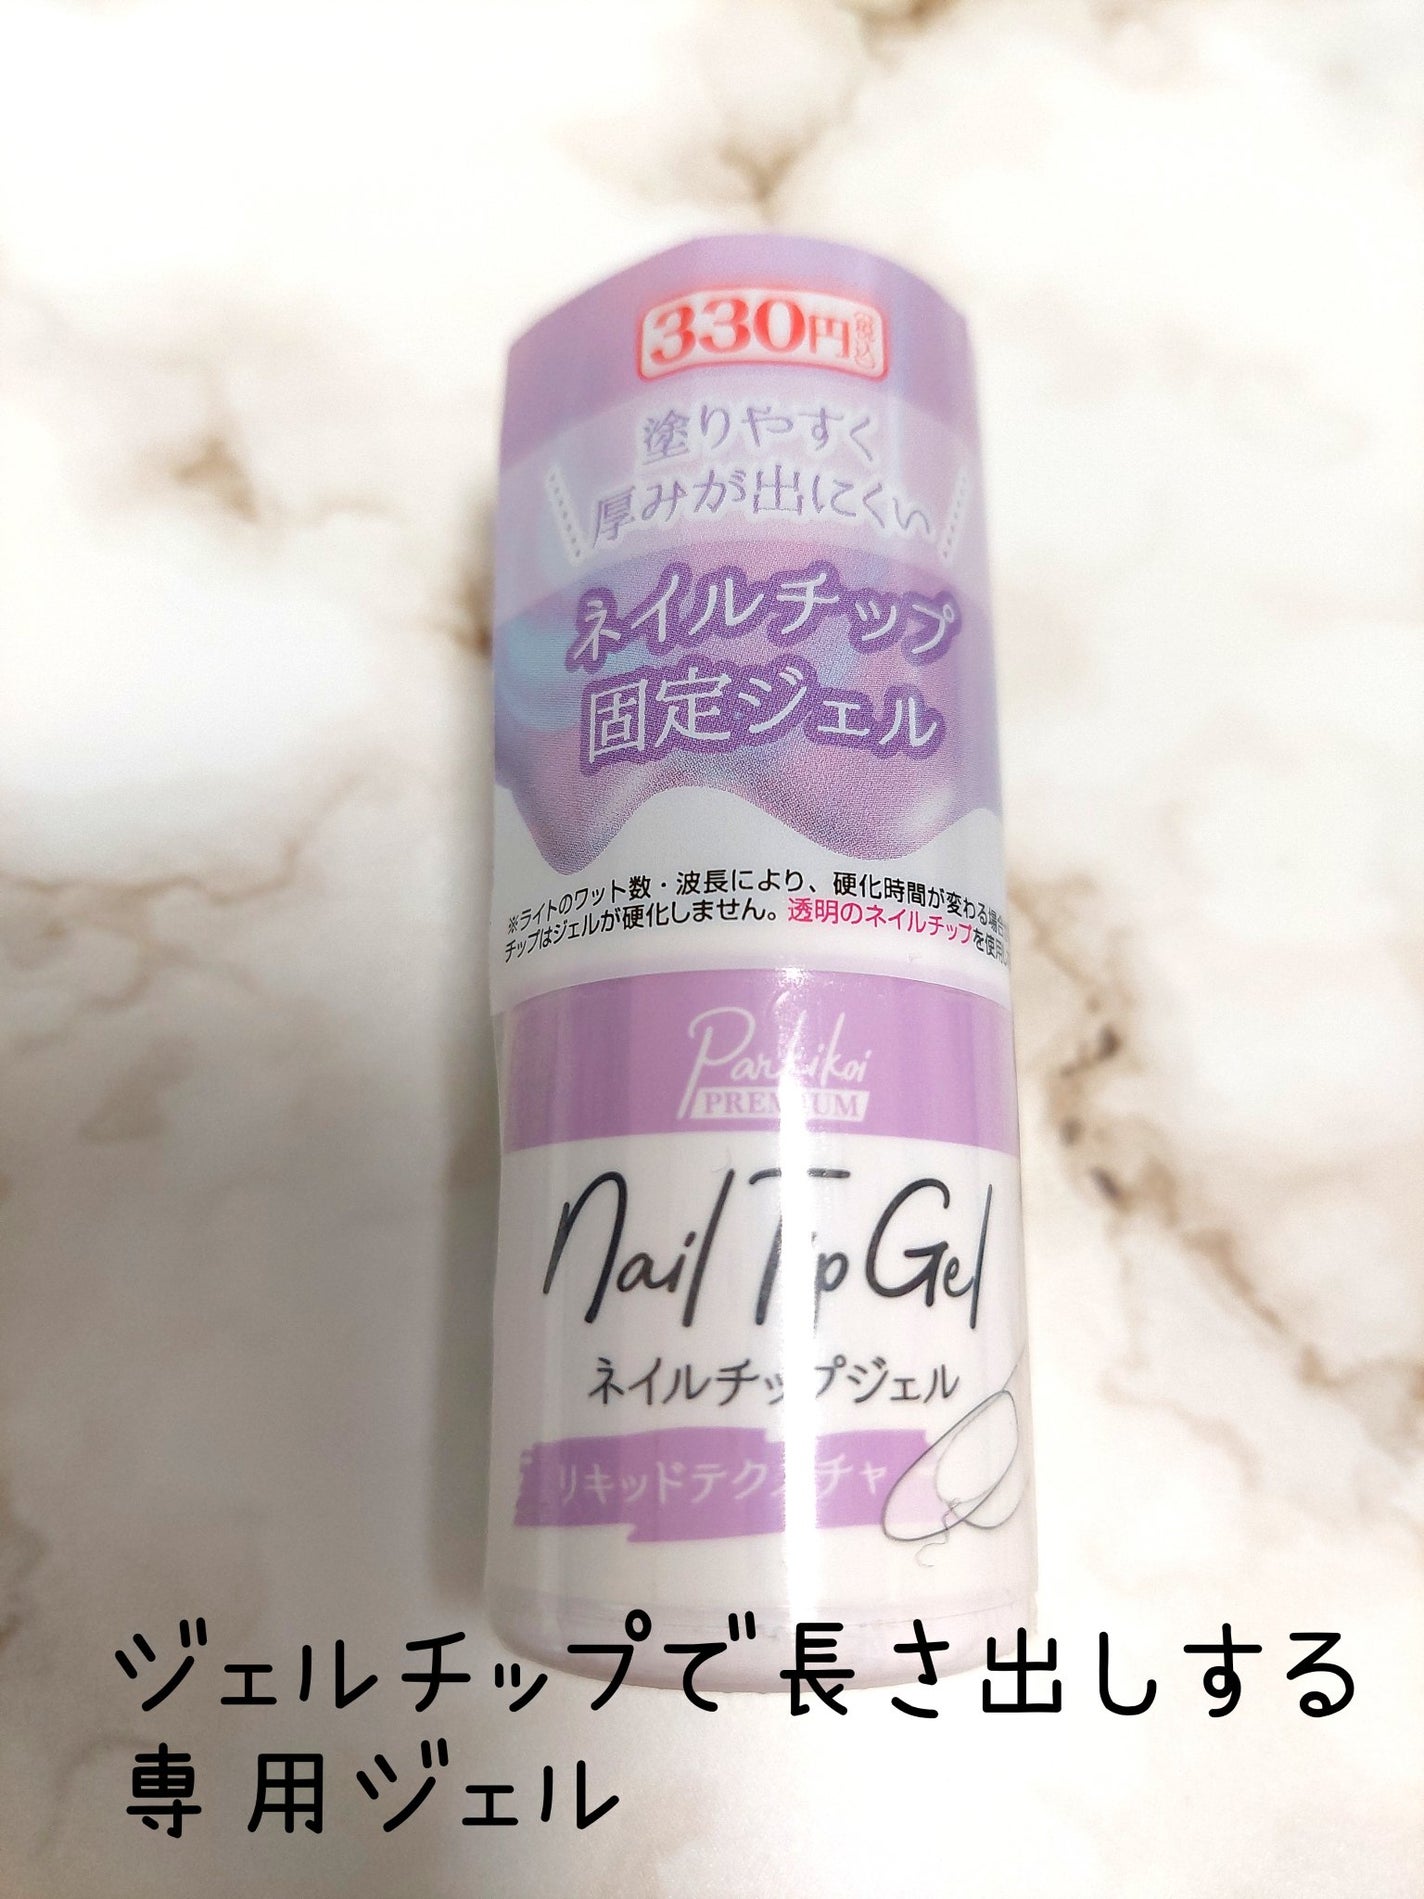 330円(税込)
塗りやすく
厚みが出にくい
ネイルチップ
固定ジェル
※ライトのワット数・波長により、硬化時間が変わる場合
チップはジェルが硬化しません。透明のネイルチップを使用し
PREMIUM
Nail Tip Gel
ネイルチップジェル
リキッドテクスチャー
ジェルチップで長さ出しする
専用ジェル